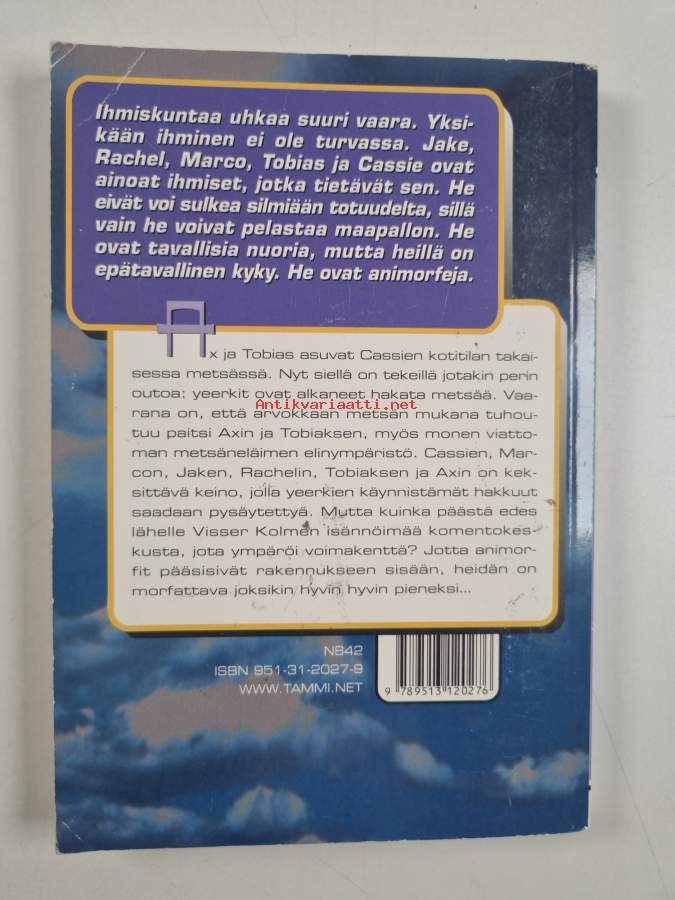 Ihmiskuntaa uhkaa suuri vaara. Yksi-
kään ihminen ei ole turvassa. Jake,
Rachel, Marco, Tobias ja Cassie ovat
ainoat ihmiset, jotka tietävät sen. He
eivät voi sulkea silmiään totuudelta, sillä
vain he voivat pelastaa maapallon. He
ovat tavallisia nuoria, mutta heillä on
epätavallinen kyky. He ovat animorfeja.
Ax ja Tobias asuvat Cassien kotitilan takai-
sessa metsässä. Nyt siellä on tekeillä jotakin perin
outoa: yeerkit ovat alkaneet hakata metsää. Vaa-
Antikvariaatti.net
rana on, että arvokkaan metsän mukana tuhou-
tuu paitsi Axin ja Tobiaksen, myös monen viatto-
man metsäneläimen elinympäristö. Cassien, Mar-
con, Jaken, Rachelin, Tobiaksen ja Axin on kek-
sittävä keino, jolla yeerkien käynnistämät hakkuut
saadaan pysäytettyä. Mutta kuinka päästä edes
lähelle Visser Kolmen isännöimää komentokes-
kusta, jota ympäröi voimakenttä? Jotta animor-
fit pääsisivät rakennukseen sisään, heidän on
morfattava joksikin hyvin hyvin pieneksi...
N842
ISBN 951-31-2027-9
WWW.TAMMI.NET
9 789513 120276